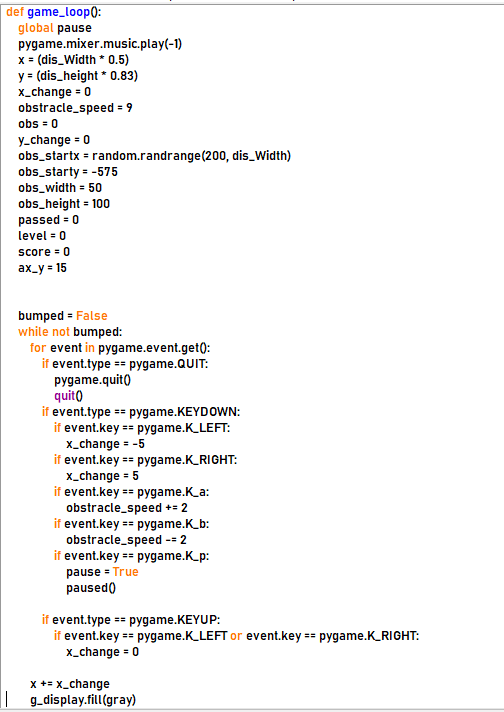 def game_loop():
global pause
pygame.mixer.music.play(-1)
x = (dis_Width * 0.5)
y = (dis_height * 0.83)
x_change = 0
obstracle_speed = 9
obs = 0
y_change = 0
obs_startx = random.randrange(200, dis_Width)
obs_starty = -575
obs_width = 50
obs_height = 100
passed = 0
level = 0
score = 0
ax_y = 15
bumped = False
while not bumped:
for event in pygame.event.get():
if event.type == pygame.QUIT:
pygame.quit()
quit()
if event.type == pygame.KEYDOWN:
if event.key == pygame.K_LEFT:
x_change = -5
if event.key == pygame.K_RIGHT:
x_change = 5
if event.key == pygame.K_a:
obstracle_speed += 2
if event.key == pygame.K_b:
obstracle_speed -= 2
if event.key == pygame.K_p:
pause = True
paused()
if event.type == pygame.KEYUP:
if event.key == pygame.K_LEFT or event.key == pygame.K_RIGHT:
x_change = 0
x += x_change
g_display.fill(gray)